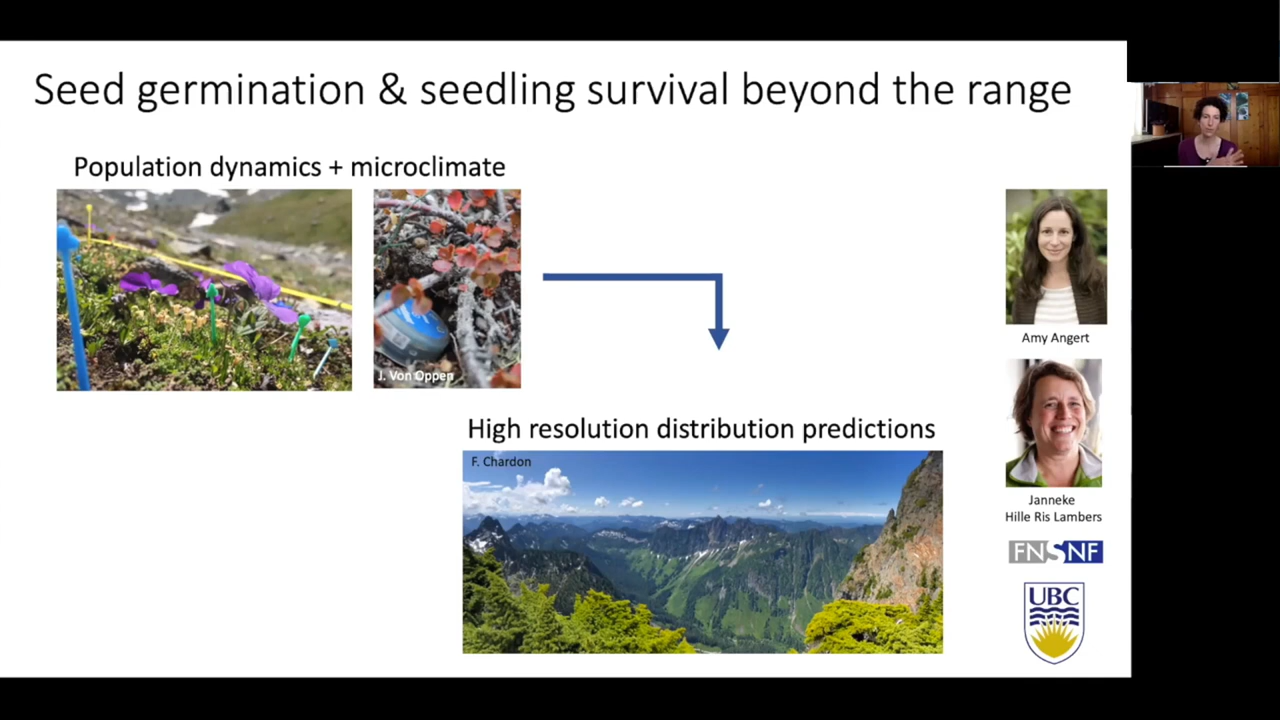 Seed germination & seedling survival beyond the range
Population dynamics + microclimate
J. Von Oppen
High resolution distribution predictions
F. Chardon
Amy Angert
Janneke
Hille Ris Lambers
FNSNF
UBC